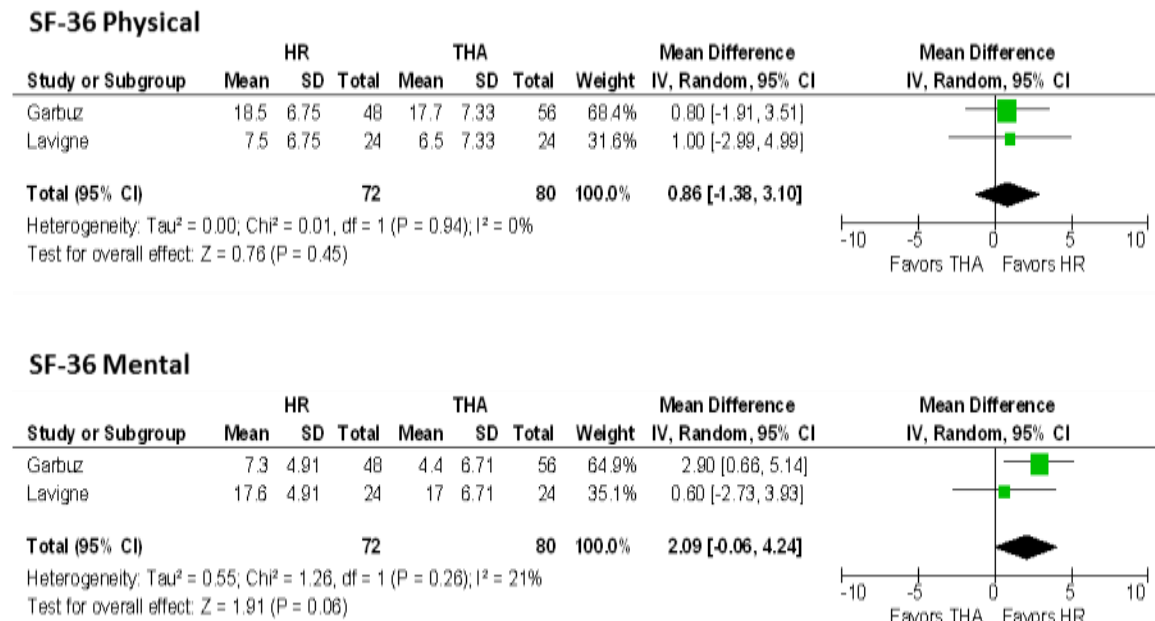 SF-36 Physical
HR THA Mean Difference Mean Difference
Study or Subgroup Mean SD Total Mean SD Total Weight IV, Random, 95% CI IV, Random, 95% CI
Garbuz 18.5 6.75 48 17.7 7.33 56 68.4% 0.80 [-1.91, 3.51]
Lavigne 7.5 6.75 24 6.5 7.33 24 31.6% 1.00 [-2.99, 4.99]
Total (95% CI) 72 80 100.0% 0.86 [-1.38, 3.10]
Heterogeneity: Tau² = 0.00; Chi² = 0.01, df = 1 (P = 0.94); I² = 0%
Test for overall effect: Z = 0.76 (P = 0.45)
-10 -5 0 5 10
Favors THA Favors HR
SF-36 Mental
HR THA Mean Difference Mean Difference
Study or Subgroup Mean SD Total Mean SD Total Weight IV, Random, 95% CI IV, Random, 95% CI
Garbuz 7.3 4.91 48 4.4 6.71 56 64.9% 2.90 [0.66, 5.14]
Lavigne 17.6 4.91 24 17 6.71 24 35.1% 0.60 [-2.73, 3.93]
Total (95% CI) 72 80 100.0% 2.09 [-0.06, 4.24]
Heterogeneity: Tau² = 0.55; Chi² = 1.26, df = 1 (P = 0.26); I² = 21%
Test for overall effect: Z = 1.91 (P = 0.06)
-10 -5 0 5 10
Favors THA Favors HR